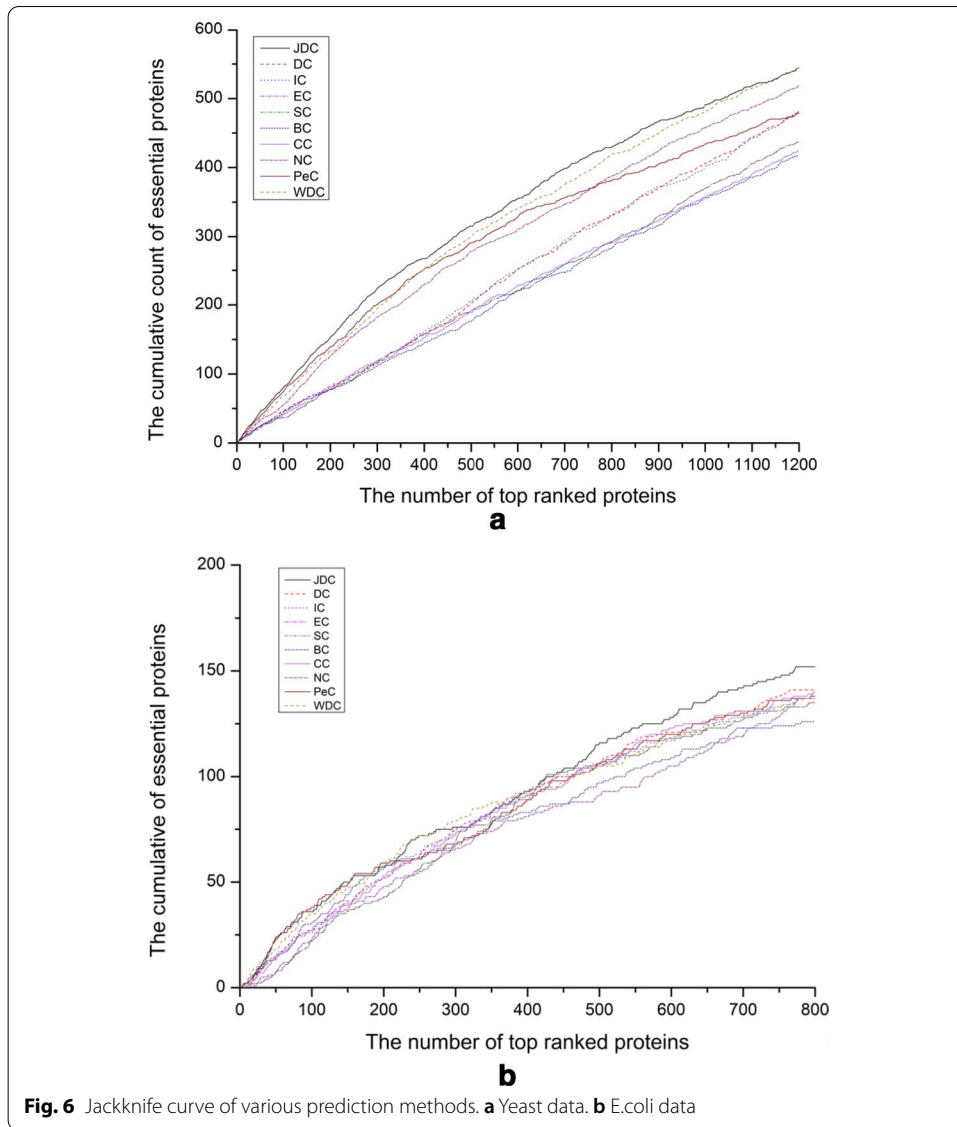 600
500
400
300
200
100
0
The cumulative count of essential proteins
JDC
DC
IC
EC
SC
BC
CC
NC
PeC
WDC
0 100 200 300 400 500 600 700 800 900 1000 1100 1200
The number of top ranked proteins
a
200
150
100
50
0
The cumulative of essential proteins
JDC
DC
IC
EC
SC
BC
CC
NC
PeC
WDC
0 100 200 300 400 500 600 700 800
The number of top ranked proteins
b
Fig. 6 Jackknife curve of various prediction methods. a Yeast data. b E.coli data